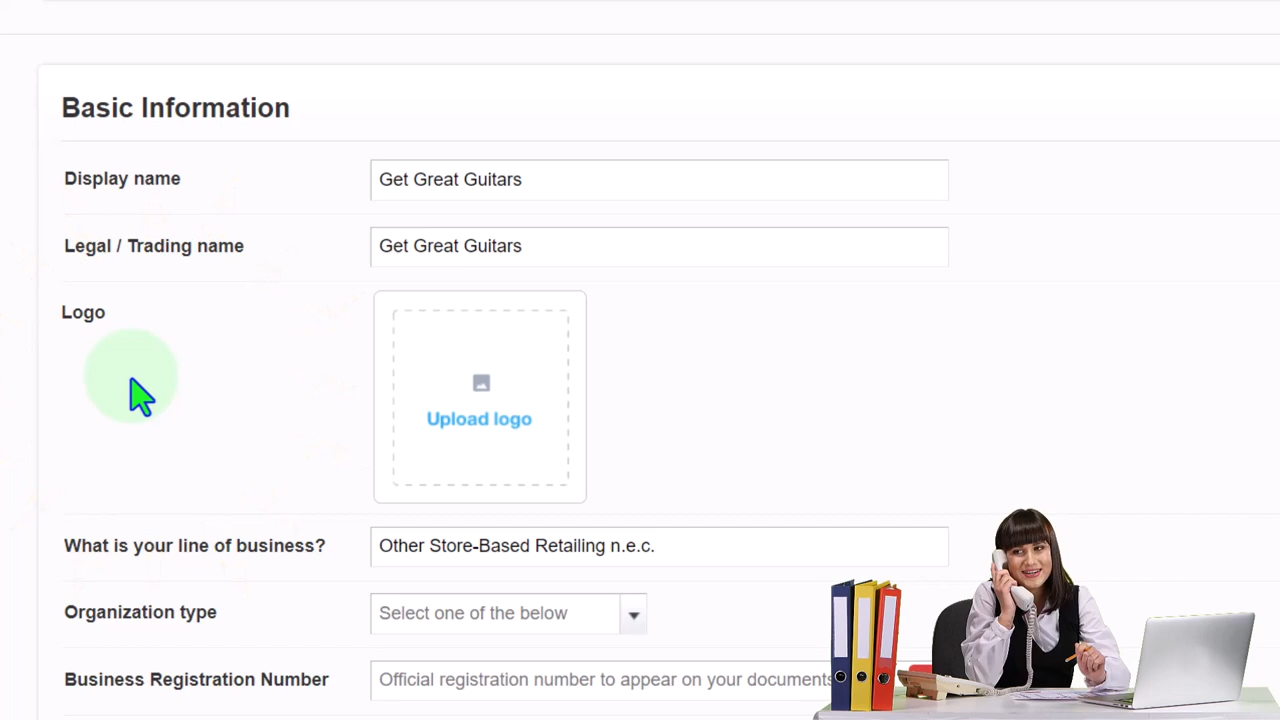 Basic Information
Display name
Get Great Guitars
Legal / Trading name
Get Great Guitars
Logo
Upload logo
What is your line of business?
Other Store-Based Retailing n.e.c.
Organization type
Select one of the below
Business Registration Number
Official registration number to appear on your documents